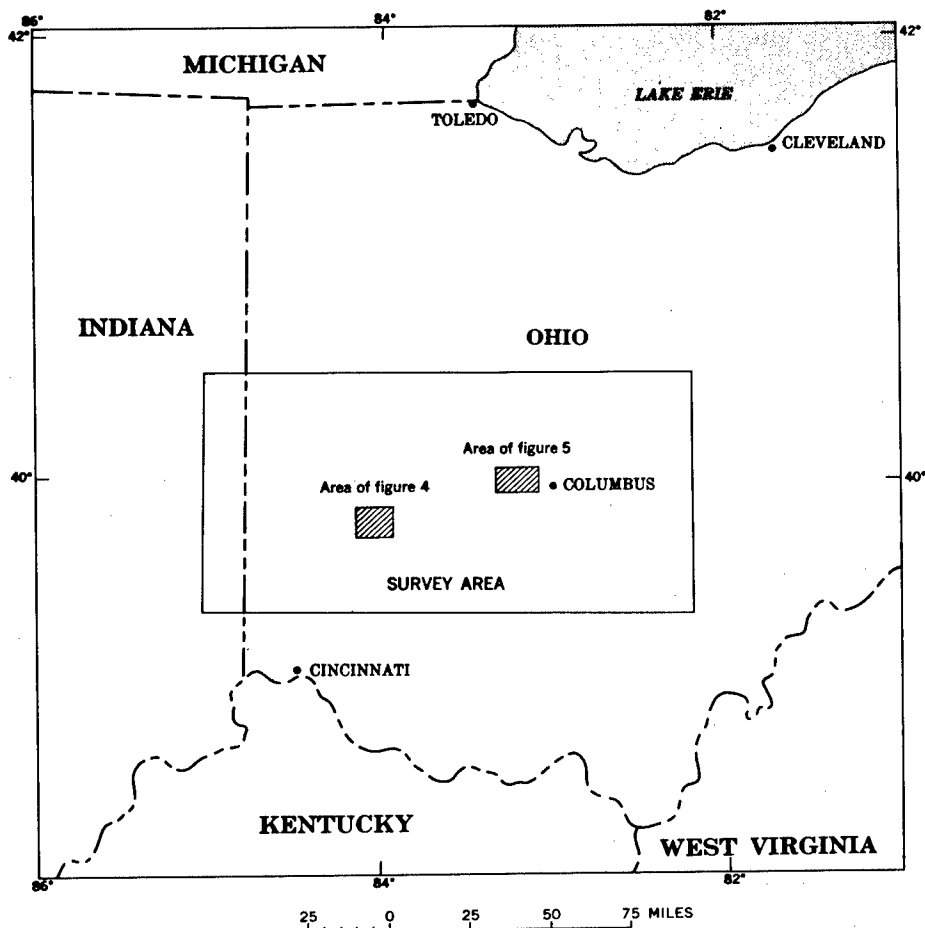 86° 84° 82°
42° 42°
MICHIGAN
LAKE ERIE
TOLEDO
CLEVELAND
INDIANA
OHIO
Area of figure 5
40° 40°
Area of figure 4
COLUMBUS
SURVEY AREA
CINCINNATI
KENTUCKY
WEST VIRGINIA
86° 84° 82°
25 0 25 50 75 MILES